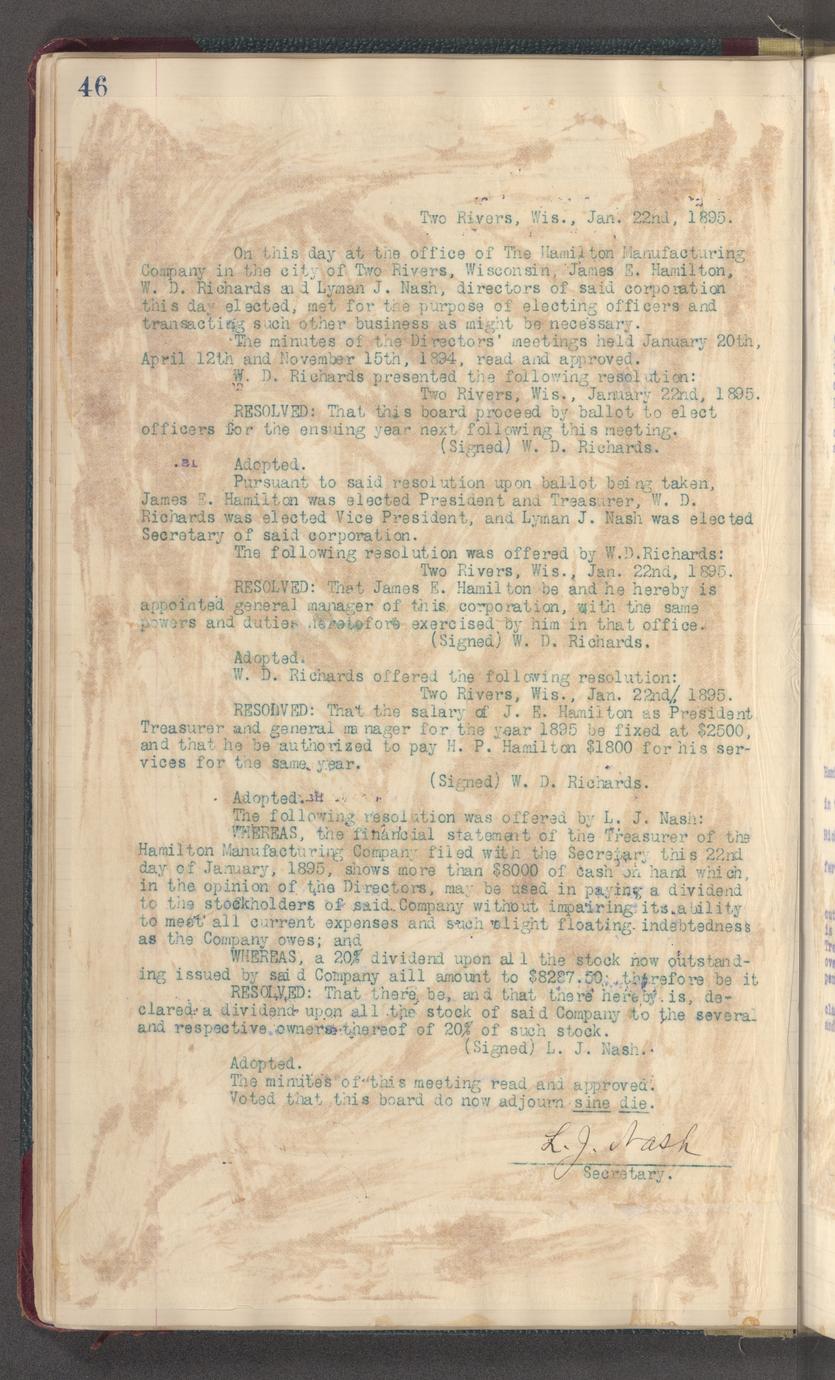 46
Two Rivers, Wis., Jan. 22nd, 1895.
On this day at the office of The Hamilton Manufacturing
Company in the city of Two Rivers, Wisconsin, James E. Hamilton,
W. D. Richards and Lyman J. Nash, directors of said corporation
this day elected, met for the purpose of electing officers and
transacting such other business as might be necessary.
The minutes of the Directors' meetings held January 20th,
April 12th and November 15th, 1894, read and approved.
W. D. Richards presented the following resolution:
Two Rivers, Wis., January 22nd, 1895.
RESOLVED: That this board proceed by ballot to elect
officers for the ensuing year next following this meeting.
(Signed) W. D. Richards.
Adopted.
Pursuant to said resolution upon ballot being taken,
James E. Hamilton was elected President and Treasurer, W. D.
Richards was elected Vice President, and Lyman J. Nash was elected
Secretary of said corporation.
The following resolution was offered by W.D.Richards:
Two Rivers, Wis., Jan. 22nd, 1895.
RESOLVED: That James E. Hamilton be and he hereby is
appointed general manager of this corporation, with the same
powers and duties heretofore exercised by him in that office.
(Signed) W. D. Richards.
Adopted.
W. D. Richards offered the following resolution:
Two Rivers, Wis., Jan. 22nd/ 1895.
RESOLVED: That the salary of J. E. Hamilton as President
Treasurer and general manager for the year 1895 be fixed at $2500,
and that he be authorized to pay H. P. Hamilton $1800 for his ser-
vices for the same year.
(Signed) W. D. Richards.
Adopted.
The following resolution was offered by L. J. Nash:
WHEREAS, the financial statement of the Treasurer of the
Hamilton Manufacturing Company filed with the Secretary this 22nd
day of January, 1895, shows more than $8000 of cash on hand which,
in the opinion of the Directors, may be used in paying a dividend
to the stockholders of said Company without impairing its ability
to meet all current expenses and such slight floating indebtedness
as the Company owes; and
WHEREAS, a 20% dividend upon all the stock now outstand-
ing issued by said Company aill amount to $8287.50; therefore be it
RESOLVED: That there be, and that there hereby is, de-
clared a dividend upon all the stock of said Company to the several
and respective owners thereof of 20% of such stock.
(Signed) L. J. Nash.
Adopted.
The minutes of this meeting read and approved.
Voted that this board do now adjourn sine die.
L. J. Nash
Secretary.